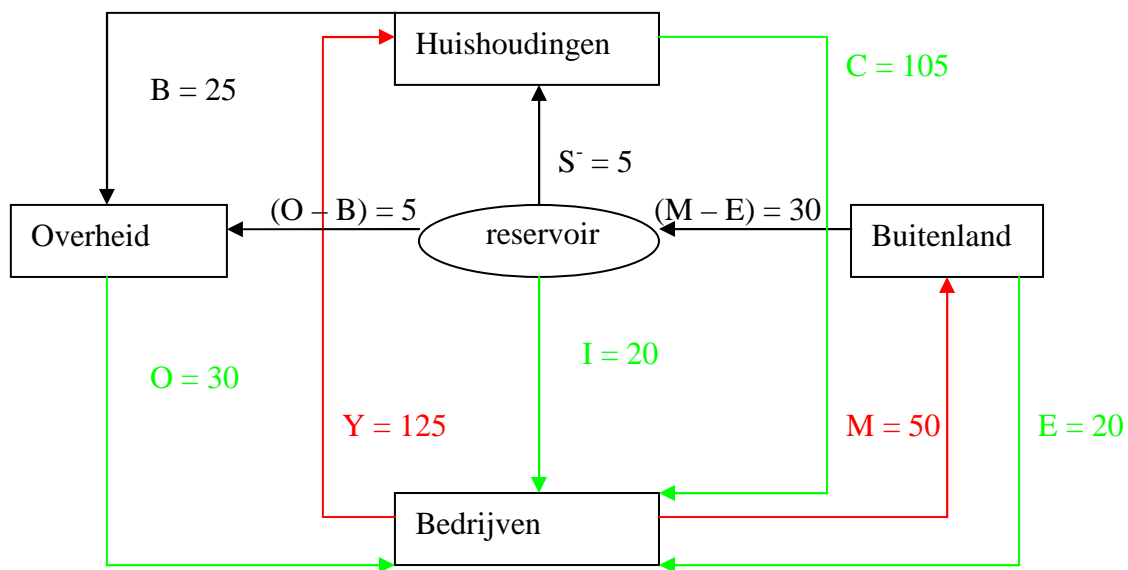 Huishoudingen
C = 105
B = 25
S⁻ = 5
(O – B) = 5
(M – E) = 30
Overheid
reservoir
Buitenland
I = 20
O = 30
Y = 125
M = 50
E = 20
Bedrijven